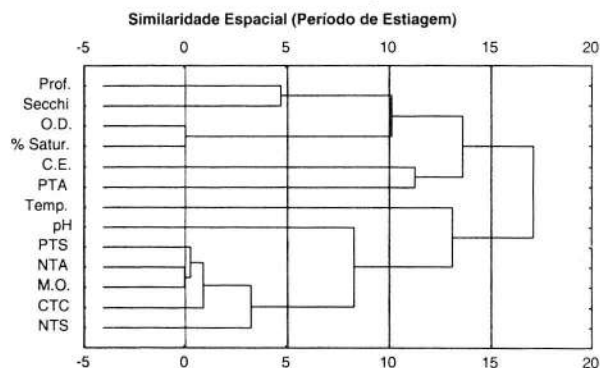 Similaridade Espacial (Período de Estiagem)
-5 0 5 10 15 20
Prof.
Secchi
O.D.
% Satur.
C.E.
PTA
Temp.
pH
PTS
NTA
M.O.
CTC
NTS
-5 0 5 10 15 20